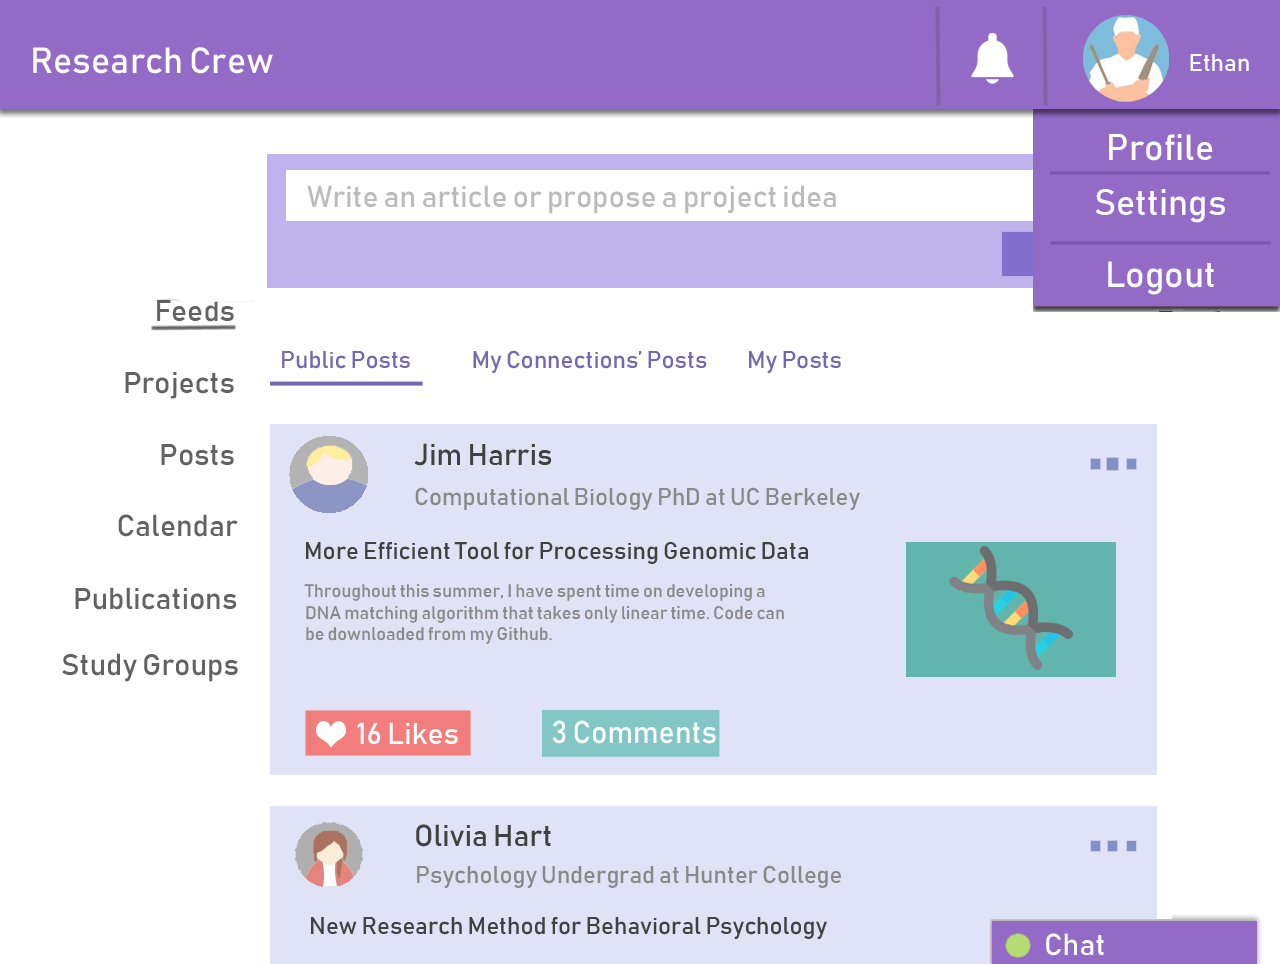 Research Crew
Ethan
Profile
Settings
Logout
Write an article or propose a project idea
Feeds
Projects
Posts
Calendar
Publications
Study Groups
Public Posts
My Connections’ Posts
My Posts
Jim Harris
Computational Biology PhD at UC Berkeley
More Efficient Tool for Processing Genomic Data
Throughout this summer, I have spent time on developing a
DNA matching algorithm that takes only linear time. Code can
be downloaded from my Github.
16 Likes
3 Comments
Olivia Hart
Psychology Undergrad at Hunter College
New Research Method for Behavioral Psychology
Chat